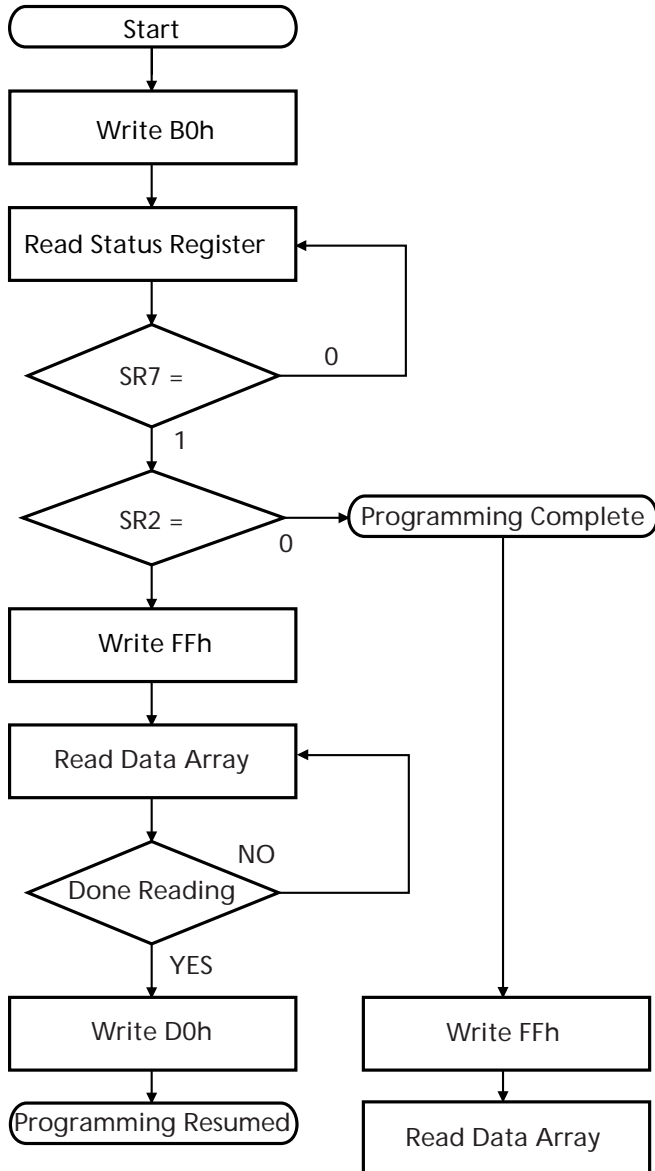 Start
Write B0h
Read Status Register
0
SR7 =
1
SR2 =
0
Programming Complete
Write FFh
Read Data Array
NO
Done Reading
YES
Write D0h
Write FFh
Programming Resumed
Read Data Array